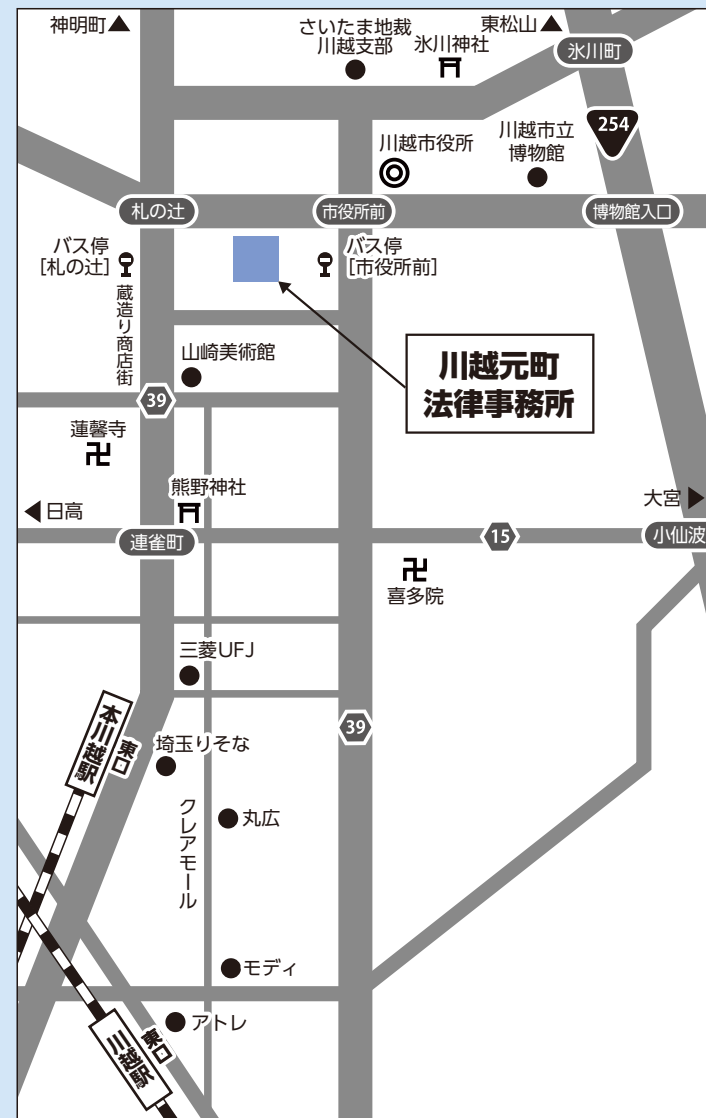 神明町
さいたま地裁
川越支部
氷川神社
東松山
氷川町
254
川越市役所
川越市立
博物館
札の辻
市役所前
博物館入口
バス停
[札の辻]
バス停
[市役所前]
蔵造り商店街
山崎美術館
川越元町
法律事務所
39
蓮馨寺
日高
熊野神社
大宮
連雀町
15
小仙波
喜多院
三菱UFJ
39
本川越駅
東口
埼玉りそな
クレアモール
丸広
モディ
アトレ
川越駅
東口